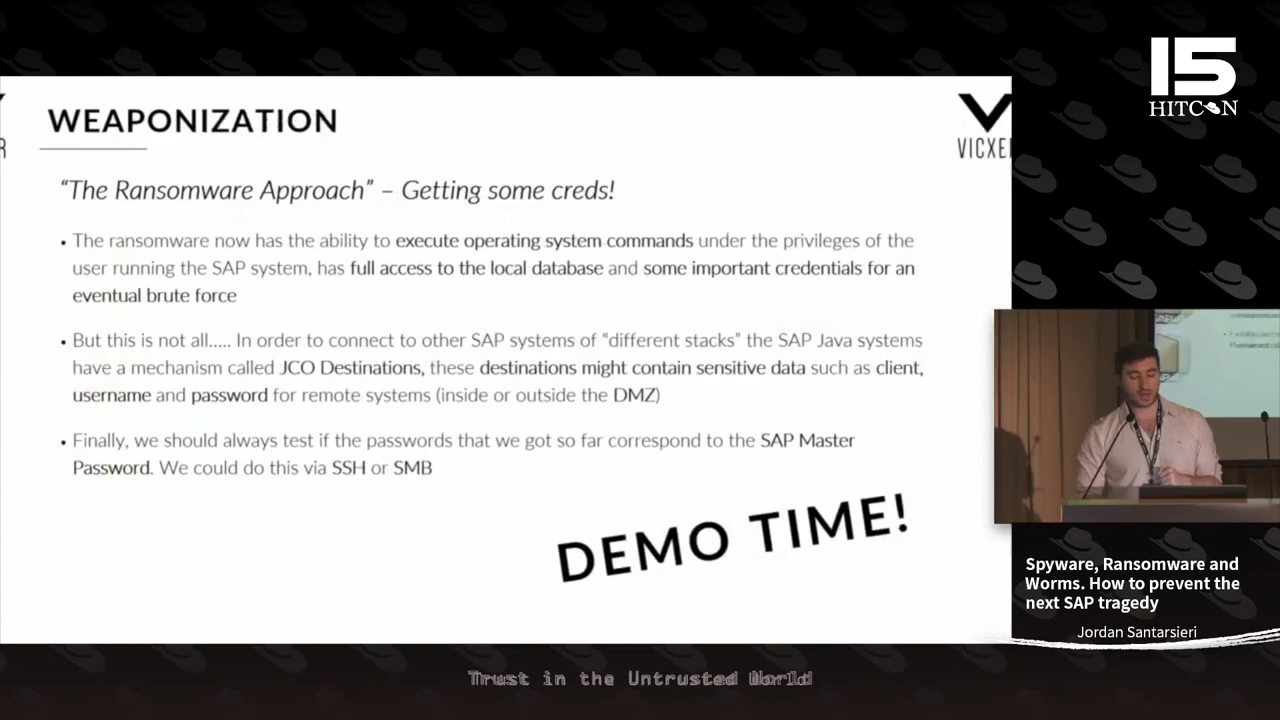 15
HITCON
WEAPONIZATION
VICXE
R
“The Ransomware Approach” – Getting some creds!
• The ransomware now has the ability to execute operating system commands under the privileges of the
user running the SAP system, has full access to the local database and some important credentials for an
eventual brute force
• But this is not all..... In order to connect to other SAP systems of “different stacks” the SAP Java systems
have a mechanism called JCO Destinations, these destinations might contain sensitive data such as client,
username and password for remote systems (inside or outside the DMZ)
• Finally, we should always test if the passwords that we got so far correspond to the SAP Master
Password. We could do this via SSH or SMB
DEMO TIME!
Spyware, Ransomware and
Worms. How to prevent the
next SAP tragedy
Jordan Santarsieri
Trust in the Untrusted World